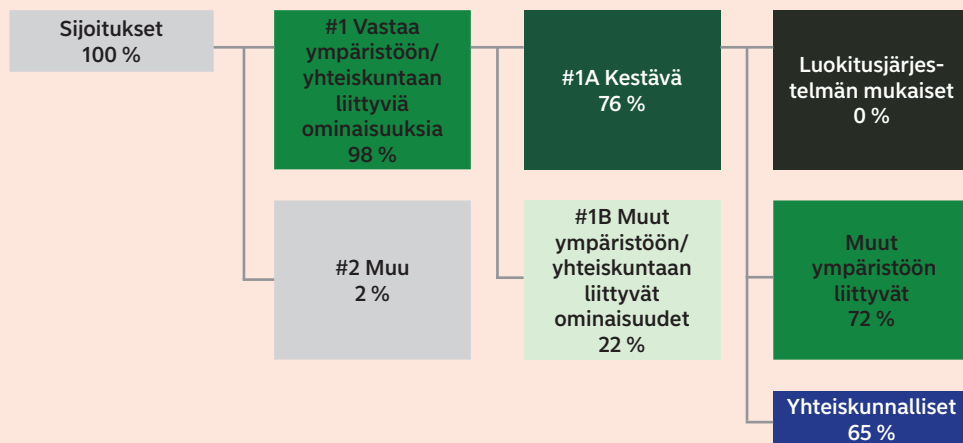 Sijoitukset
100 %
#1 Vastaa
ympäristöön/
yhteiskuntaan
liittyviä
ominaisuuksia
98 %
#2 Muu
2 %
#1A Kestävä
76 %
#1B Muut
ympäristöön/
yhteiskuntaan
liittyvät
ominaisuudet
22 %
Luokitusjärjes-
telmän mukaiset
0 %
Muut
ympäristöön
liittyvät
72 %
Yhteiskunnalliset
65 %